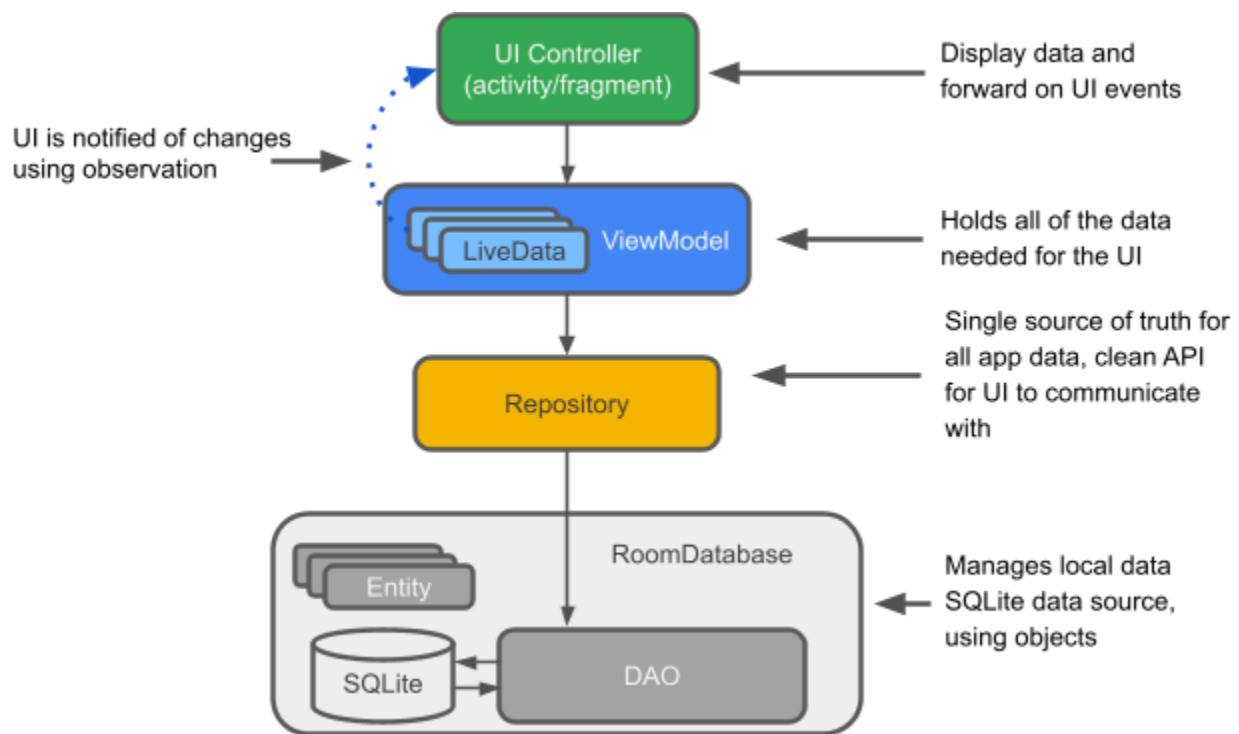 UI Controller
(activity/fragment)
Display data and
forward on UI events
UI is notified of changes
using observation
LiveData
ViewModel
Holds all of the data
needed for the UI
Single source of truth for
all app data, clean API
for UI to communicate
with
Repository
RoomDatabase
Entity
Manages local data
SQLite data source,
using objects
SQLite
DAO